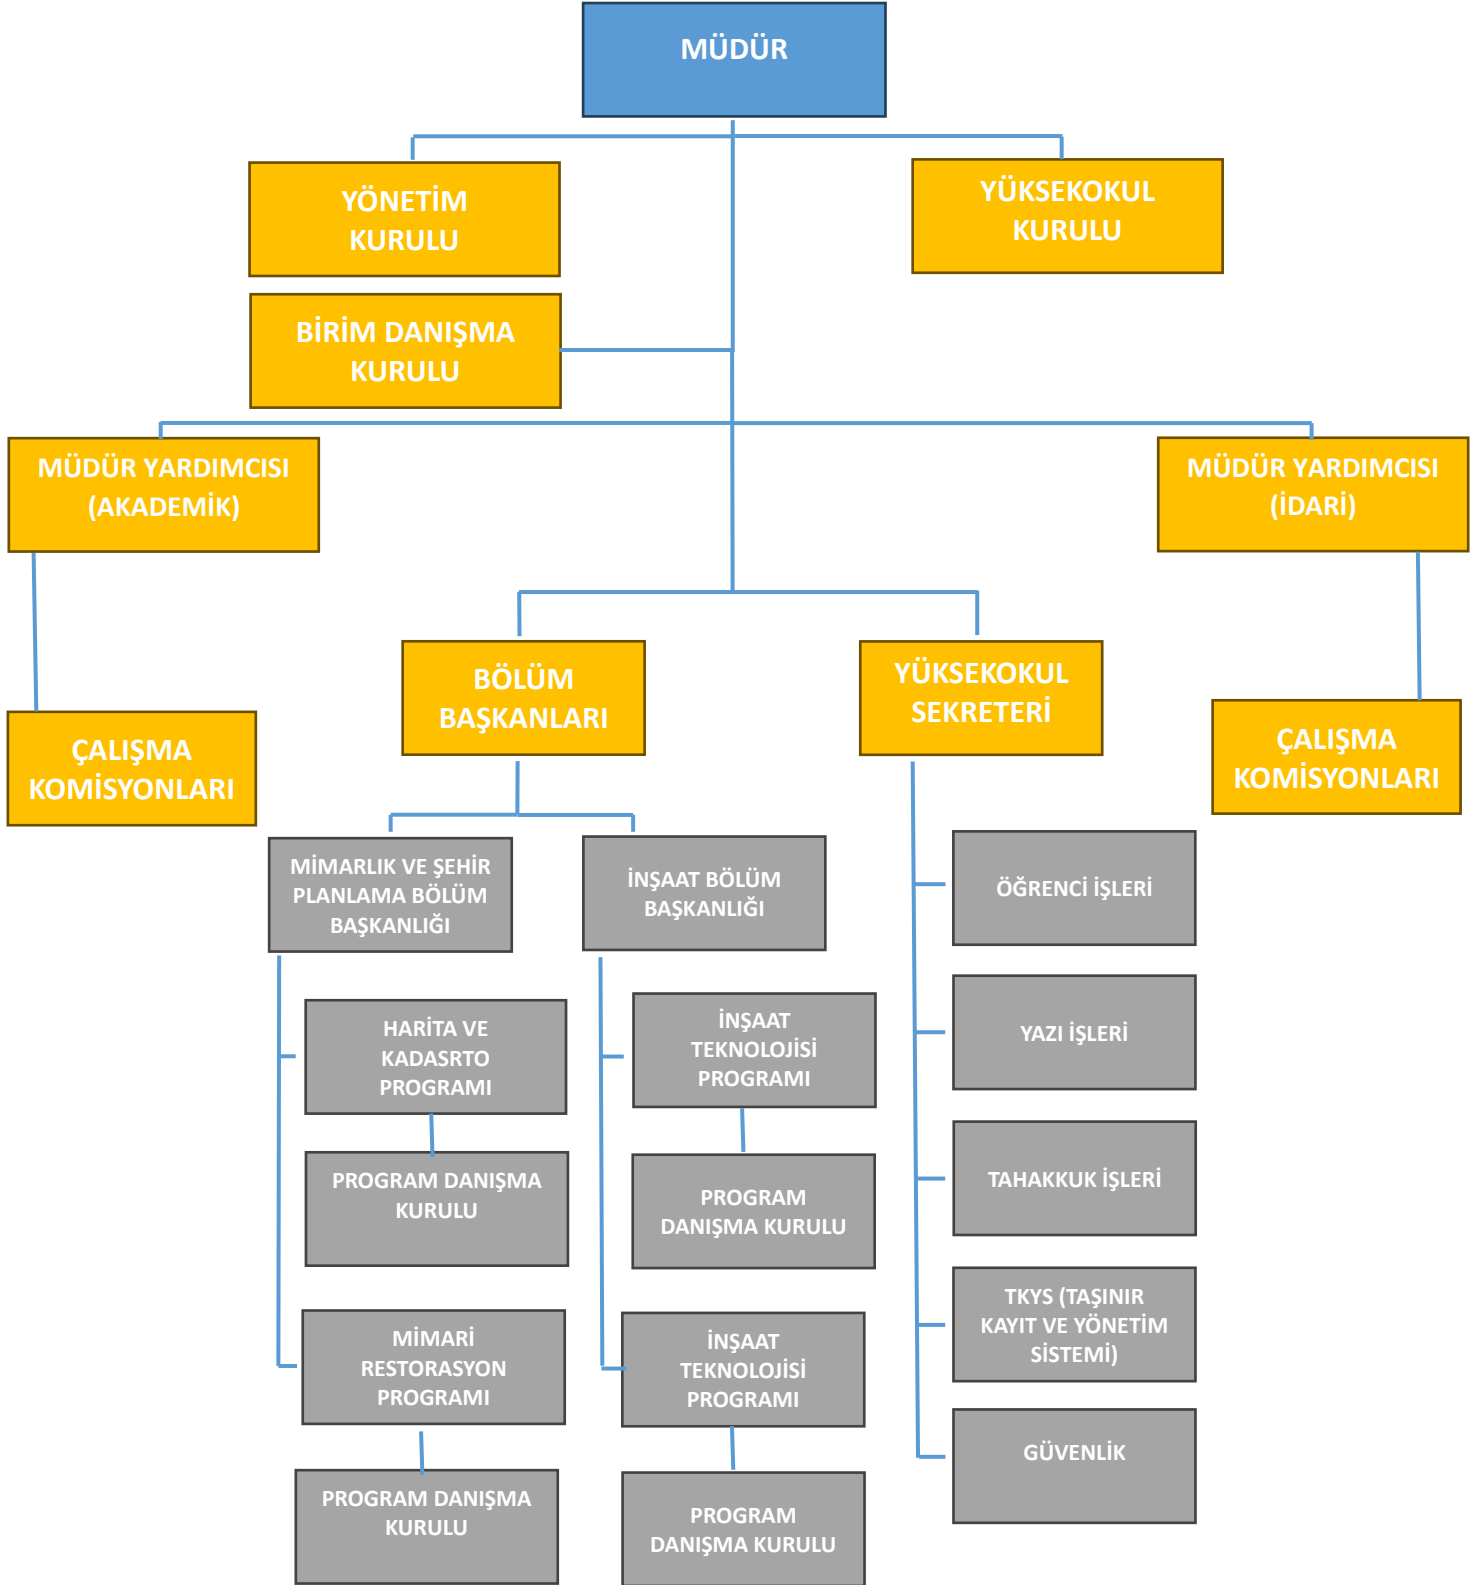 MÜDÜR
YÖNETİM
KURULU
YÜKSEKOKUL
KURULU
BİRİM DANIŞMA
KURULU
MÜDÜR YARDIMCISI
(AKADEMİK)
MÜDÜR YARDIMCISI
(İDARİ)
BÖLÜM
BAŞKANLARI
YÜKSEKOKUL
SEKRETERİ
ÇALIŞMA
KOMİSYONLARI
ÇALIŞMA
KOMİSYONLARI
MİMARLIK VE ŞEHİR
PLANLAMA BÖLÜM
BAŞKANLIĞI
İNŞAAT BÖLÜM
BAŞKANLIĞI
ÖĞRENCİ İŞLERİ
HARİTA VE
KADASRTO
PROGRAMI
İNŞAAT
TEKNOLOJİSİ
PROGRAMI
YAZI İŞLERİ
PROGRAM DANIŞMA
KURULU
PROGRAM
DANIŞMA KURULU
TAHAKKUK İŞLERİ
MİMARİ
RESTORASYON
PROGRAMI
İNŞAAT
TEKNOLOJİSİ
PROGRAMI
TKYS (TAŞINIR
KAYIT VE YÖNETİM
SİSTEMİ)
GÜVENLİK
PROGRAM DANIŞMA
KURULU
PROGRAM
DANIŞMA KURULU